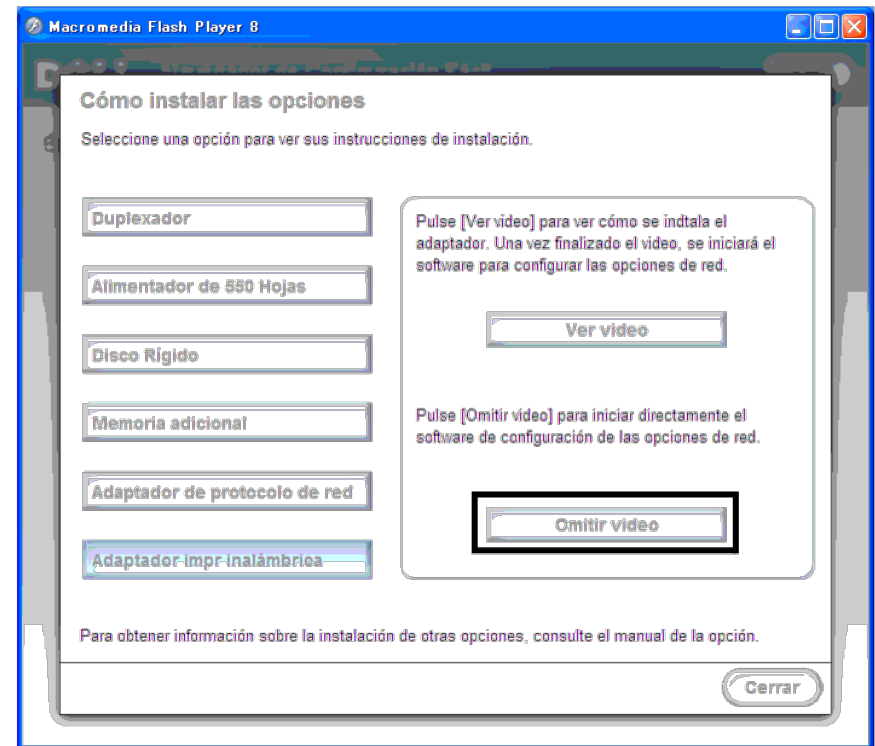 Macromedia Flash Player 8
Cómo instalar las opciones
Seleccione una opción para ver sus instrucciones de instalación.
Duplexador
Alimentador de 550 Hojas
Disco Rígido
Memoria adicional
Adaptador de protocolo de red
Adaptador impr inalámbrica
Pulse [Ver video] para ver cómo se indtala el
adaptador. Una vez finalizado el video, se iniciará el
software para configurar las opciones de red.
Ver video
Pulse [Omitir video] para iniciar directamente el
software de configuración de las opciones de red.
Omitir video
Para obtener información sobre la instalación de otras opciones, consulte el manual de la opción.
Cerrar